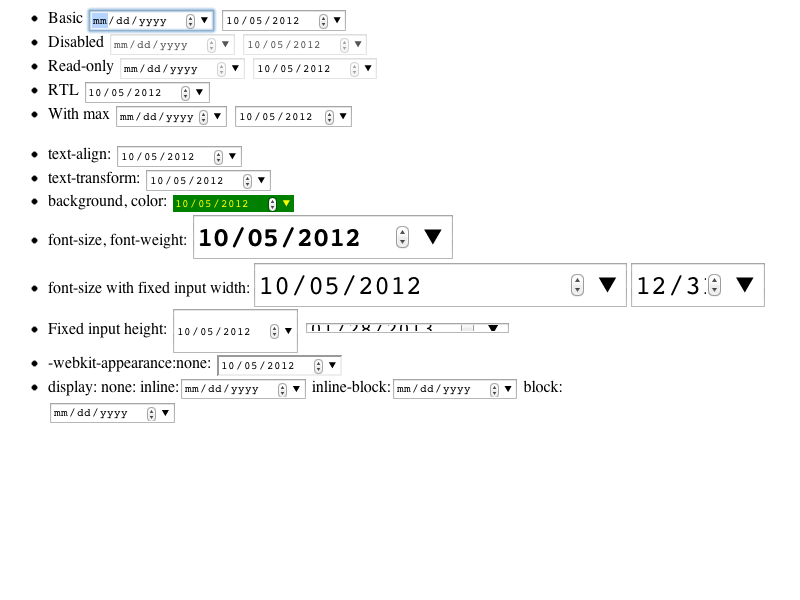 Basic mm/dd/yyyy 10/05/2012
Disabled mm/dd/yyyy 10/05/2012
Read-only mm/dd/yyyy 10/05/2012
RTL 10/05/2012
With max mm/dd/yyyy 10/05/2012
text-align: 10/05/2012
text-transform: 10/05/2012
background, color: 10/05/2012
font-size, font-weight: 10/05/2012
font-size with fixed input width: 10/05/2012 12/3
Fixed input height: 10/05/2012 01/28/2013
-webkit-appearance:none: 10/05/2012
display: none: inline: mm/dd/yyyy inline-block: mm/dd/yyyy block:
mm/dd/yyyy